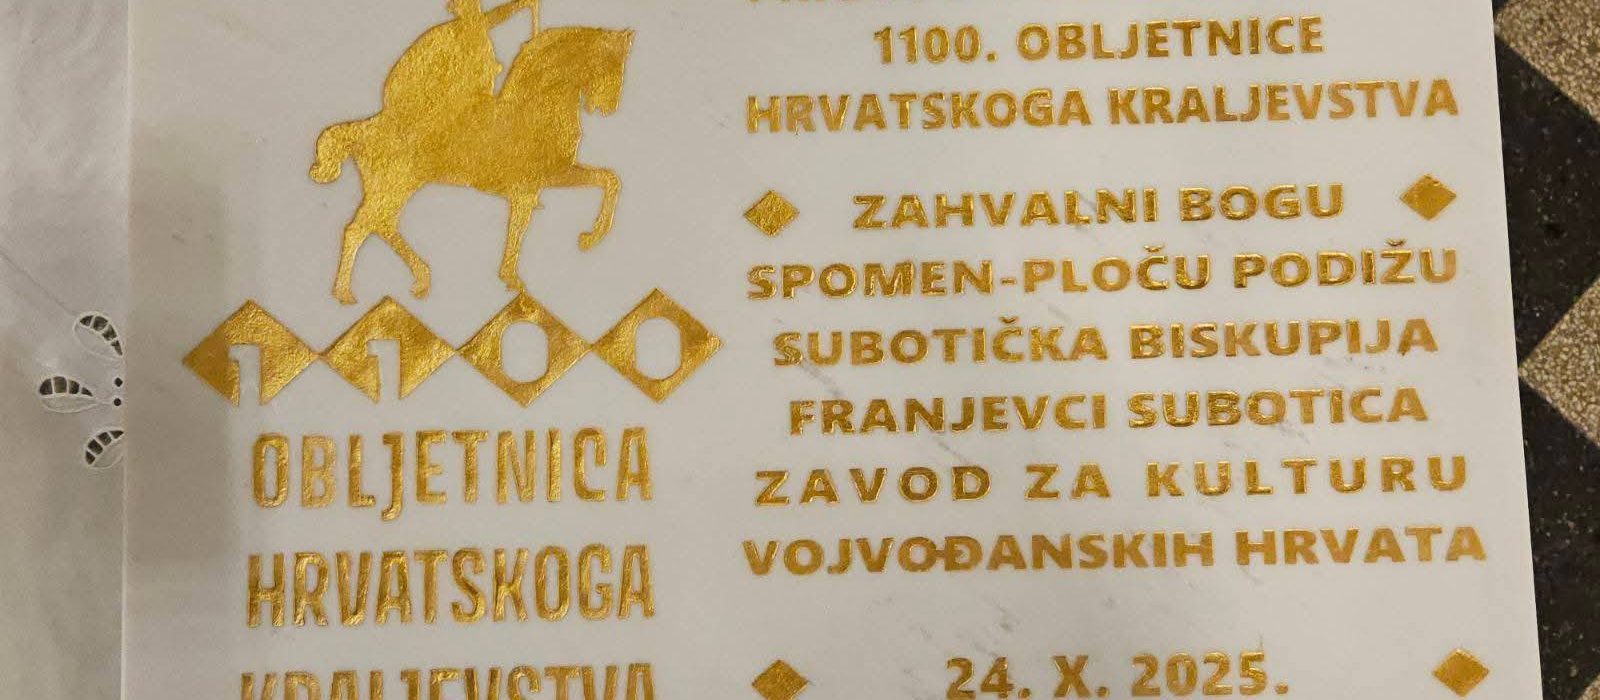 1100
OBLJETNICA
HRVATSKOGA
KRALJEVSTVA
1100. OBLJETNICE
HRVATSKOGA KRALJEVSTVA
ZAHVALNI BOGU
SPOMEN-PLOČU PODIŽU
SUBOTIČKA BISKUPIJA
FRANJEVCI SUBOTICA
ZAVOD ZA KULTURU
VOJVOĐANSKIH HRVATA
24. X. 2025.